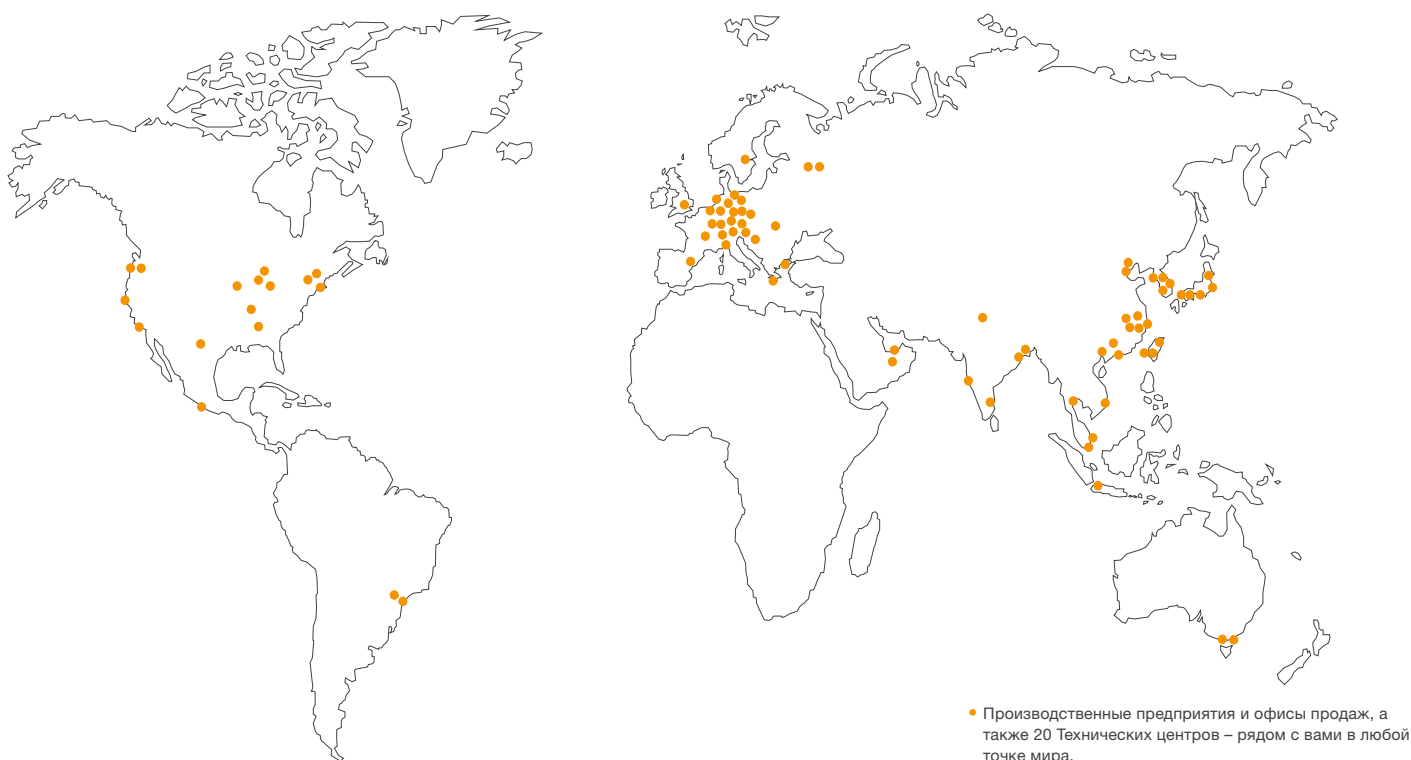 Производственные предприятия и офисы продаж, а
также 20 Технических центров – рядом с вами в любой
точке мира.